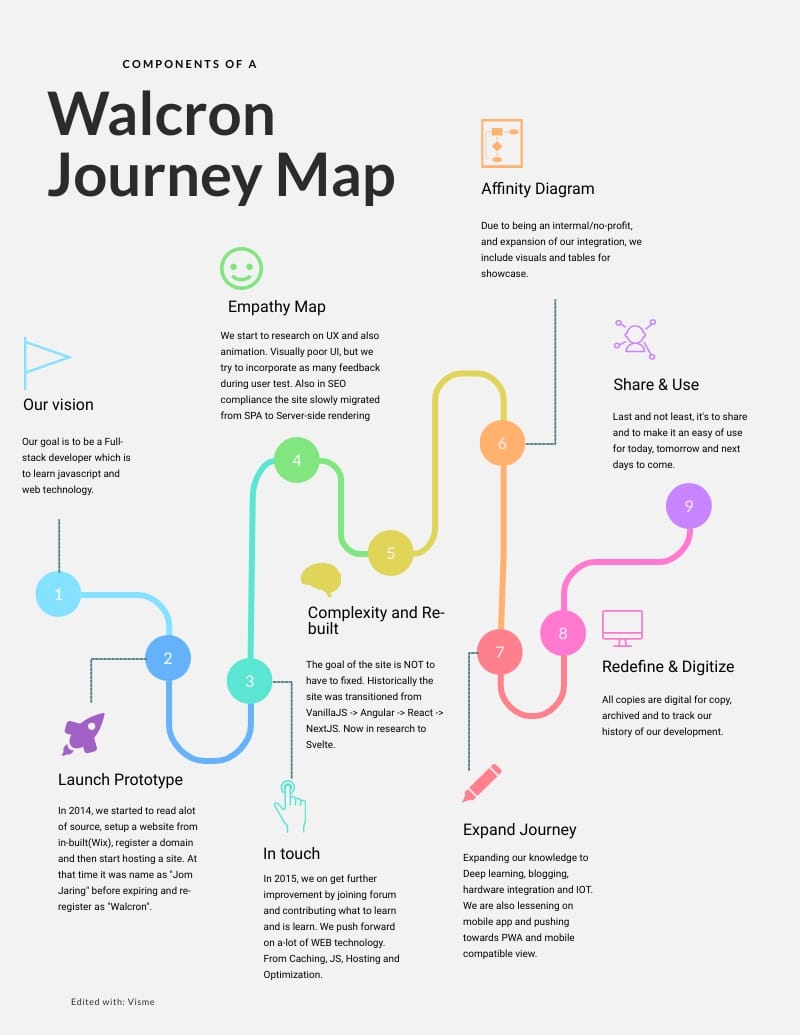 COMPONENTS OF A
Walcron
Journey Map
1
Our vision
Our goal is to be a Full-
stack developer which is
to learn javascript and
web technology.
2
Launch Prototype
In 2014, we started to read alot
of source, setup a website from
in-built(Wix), register a domain
and then start hosting a site. At
that time it was name as "Jom
Jaring" before expiring and re-
register as "Walcron".
3
In touch
In 2015, we on get further
improvement by joining forum
and contributing what to learn
and is learn. We push forward
on a-lot of WEB technology.
From Caching, JS, Hosting and
Optimization.
4
Empathy Map
We start to research on UX and also
animation. Visually poor UI, but we
try to incorporate as many feedback
during user test. Also in SEO
compliance the site slowly migrated
from SPA to Server-side rendering
5
Complexity and Re-
built
The goal of the site is NOT to
have to fixed. Historically the
site was transitioned from
VanillaJS -> Angular -> React ->
NextJS. Now in research to
Svelte.
6
Affinity Diagram
Due to being an intermal/no-profit,
and expansion of our integration, we
include visuals and tables for
showcase.
7
Expand Journey
Expanding our knowledge to
Deep learning, blogging,
hardware integration and IOT.
We are also lessening on
mobile app and pushing
towards PWA and mobile
compatible view.
8
Redefine & Digitize
All copies are digital for copy,
archived and to track our
history of our development.
9
Share & Use
Last and not least, it's to share
and to make it an easy of use
for today, tomorrow and next
days to come.
Edited with: Visme